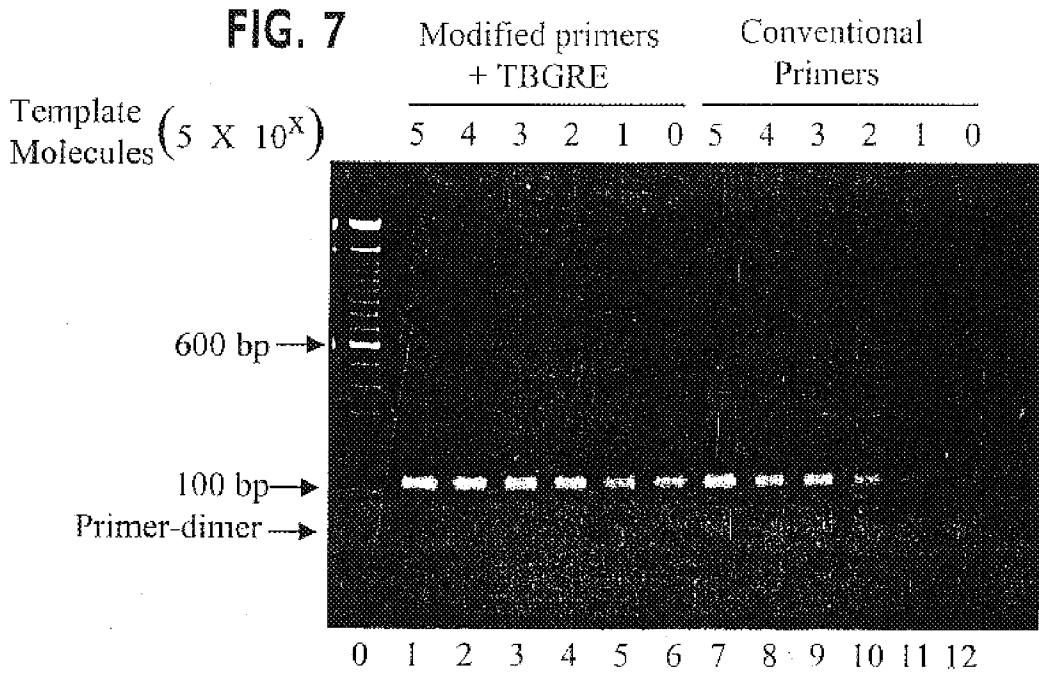 FIG. 7
Modified primers
+ TBGRE
Conventional
Primers
Template
Molecules (5 X 10^X)
5 4 3 2 1 0 5 4 3 2 1 0
600 bp
100 bp
Primer-dimer
0 1 2 3 4 5 6 7 8 9 10 11 12